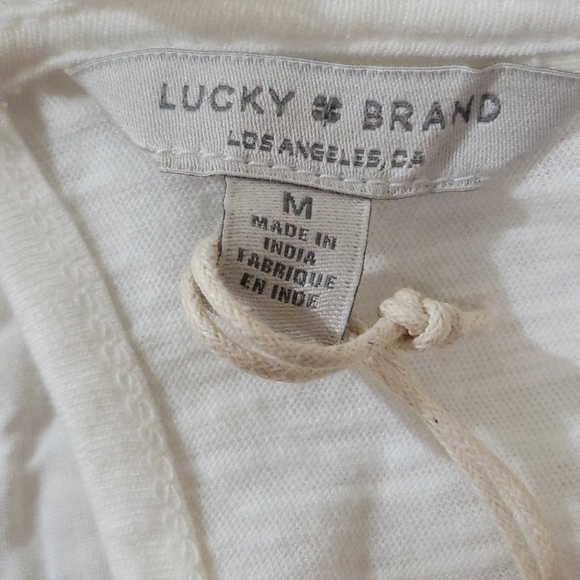 LUCKY BRAND
LOS ANGELES, CA
M
MADE IN
INDIA
FABRIQUE
EN INDE